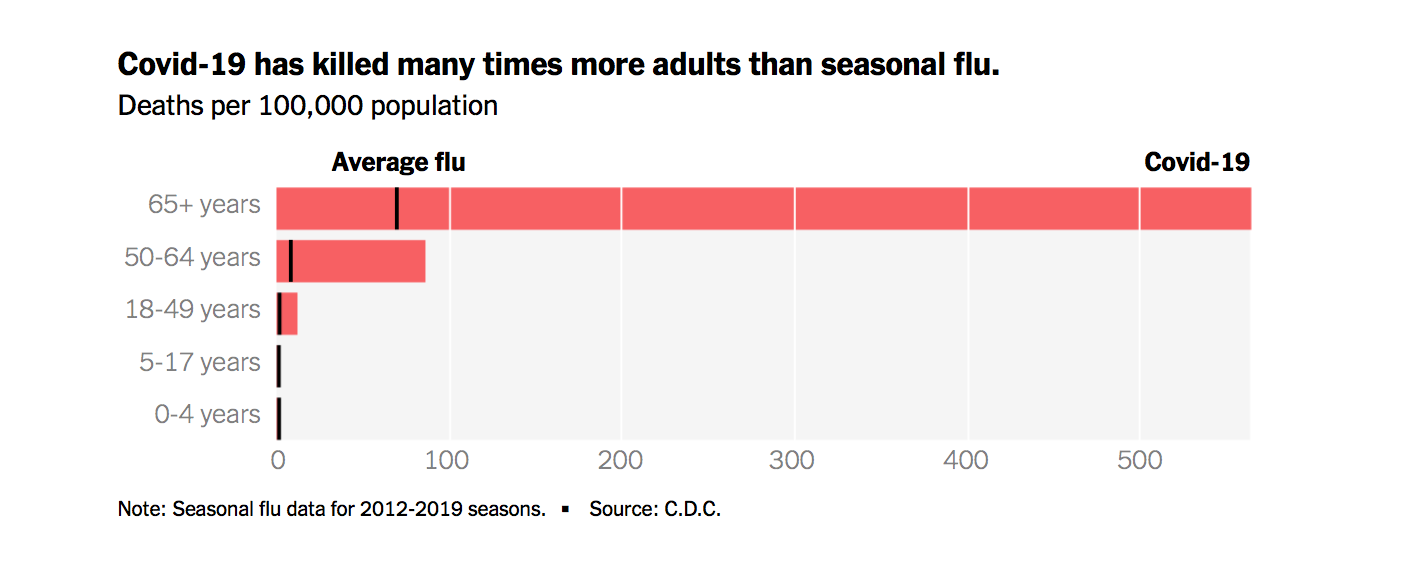 Covid-19 has killed many times more adults than seasonal flu.
Deaths per 100,000 population
Average flu Covid-19
65+ years
50-64 years
18-49 years
5-17 years
0-4 years
0 100 200 300 400 500
Note: Seasonal flu data for 2012-2019 seasons. ▪ Source: C.D.C.